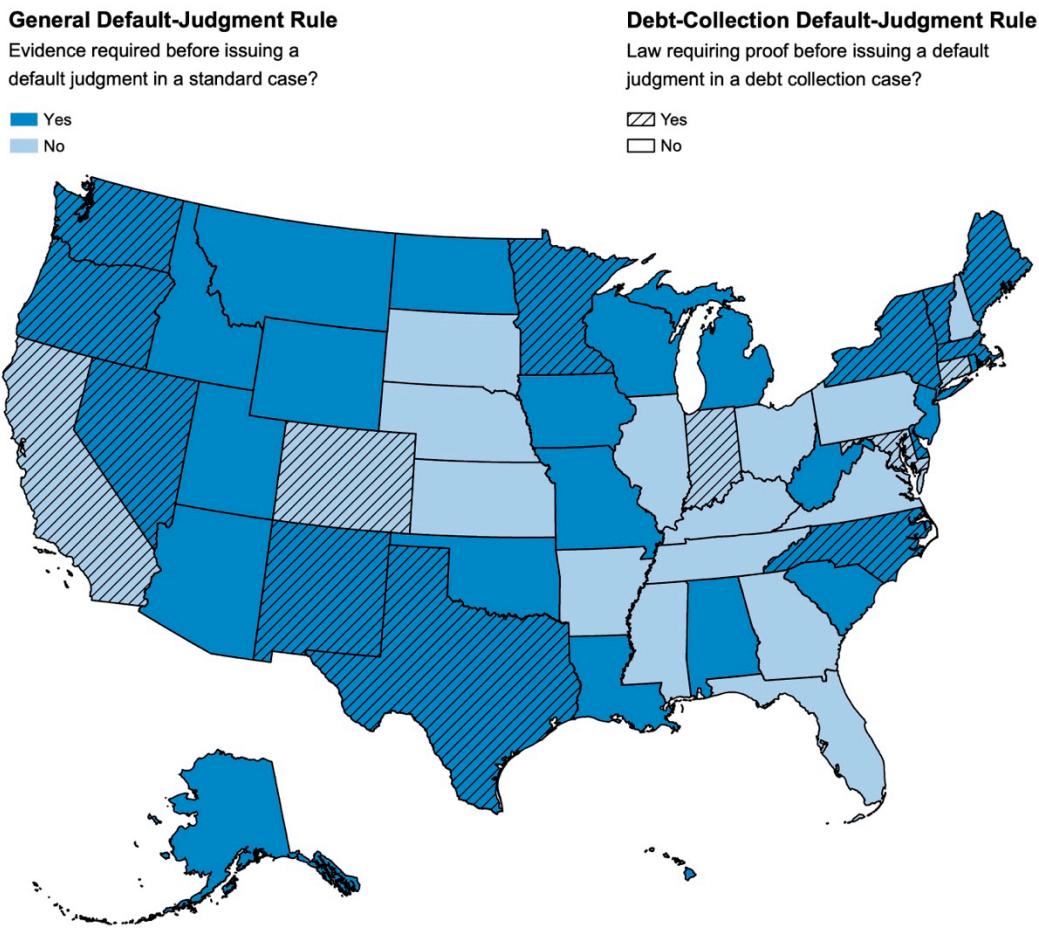 General Default-Judgment Rule
Evidence required before issuing a
default judgment in a standard case?
Yes
No
Debt-Collection Default-Judgment Rule
Law requiring proof before issuing a default
judgment in a debt collection case?
Yes
No